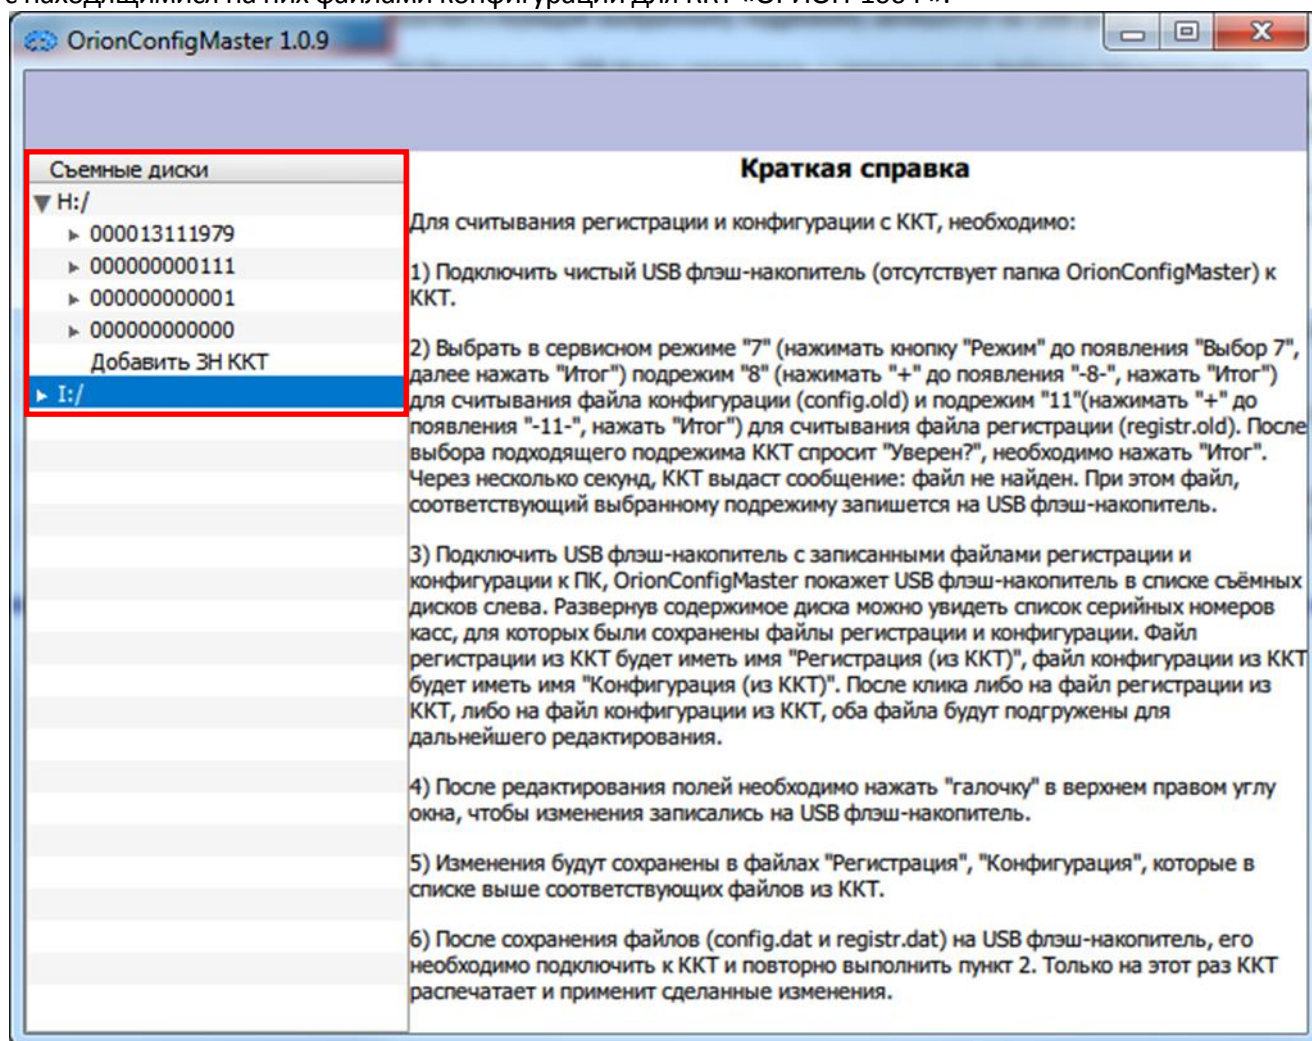 с находящимися на них файлами конфигурации для ККТ «ОРИОН-100Ф».
OrionConfigMaster 1.0.9
Съемные диски
H:/
000013111979
000000000111
000000000001
000000000000
Добавить ЗН ККТ
I:/
Краткая справка
Для считывания регистрации и конфигурации с ККТ, необходимо:
1) Подключить чистый USB флэш-накопитель (отсутствует папка OrionConfigMaster) к
ККТ.
2) Выбрать в сервисном режиме "7" (нажимать кнопку "Режим" до появления "Выбор 7",
далее нажать "Итог") подрежим "8" (нажимать "+" до появления "-8-", нажать "Итог")
для считывания файла конфигурации (config.old) и подрежим "11"(нажимать "+" до
появления "-11-", нажать "Итог") для считывания файла регистрации (registr.old). После
выбора подходящего подрежима ККТ спросит "Уверен?", необходимо нажать "Итог".
Через несколько секунд, ККТ выдаст сообщение: файл не найден. При этом файл,
соответствующий выбранному подрежиму запишется на USB флэш-накопитель.
3) Подключить USB флэш-накопитель с записанными файлами регистрации и
конфигурации к ПК, OrionConfigMaster покажет USB флэш-накопитель в списке съёмных
дисков слева. Развернув содержимое диска можно увидеть список серийных номеров
касс, для которых были сохранены файлы регистрации и конфигурации. Файл
регистрации из ККТ будет иметь имя "Регистрация (из ККТ)", файл конфигурации из ККТ
будет иметь имя "Конфигурация (из ККТ)". После клика либо на файл регистрации из
ККТ, либо на файл конфигурации из ККТ, оба файла будут подгружены для
дальнейшего редактирования.
4) После редактирования полей необходимо нажать "галочку" в верхнем правом углу
окна, чтобы изменения записались на USB флэш-накопитель.
5) Изменения будут сохранены в файлах "Регистрация", "Конфигурация", которые в
списке выше соответствующих файлов из ККТ.
6) После сохранения файлов (config.dat и registr.dat) на USB флэш-накопитель, его
необходимо подключить к ККТ и повторно выполнить пункт 2. Только на этот раз ККТ
распечатает и применит сделанные изменения.